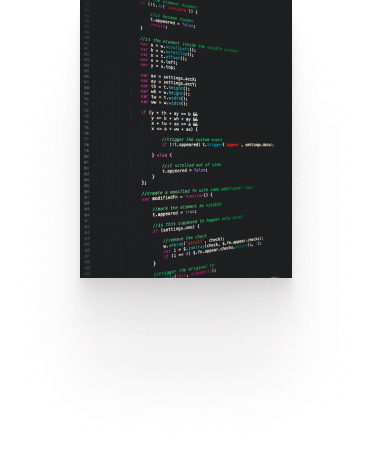 //it became hidden
t.appeared = false;
return;
//is the element inside the visible window?
var a = w.scrollLeft();
var b = w.scrollTop();
var o = t.offset();
var x = o.left;
var y = o.top;
var ax = settings.accX;
var ay = settings.accY;
var th = t.height();
var wh = w.height();
var tw = t.width();
var ww = w.width();
if (y + th + ay >= b &&
y <= b + wh + ay &&
x + tw + ax >= a &&
x <= a + ww + ax) {
//trigger the custom event
if (!t.appeared) t.trigger('appear', settings.data);
} else {
//it scrolled out of view
t.appeared = false;
}
};
//create a modified fn with some additional logic
var modifiedFn = function() {
//mark the element as visible
t.appeared = true;
//is this supposed to happen only once?
if (settings.one) {
//remove the check
w.unbind('scroll', check);
var i = $.inArray(check, $.fn.appear.checks);
if (i >= 0) $.fn.appear.checks.splice(i, 1);
}
//trigger the original fn